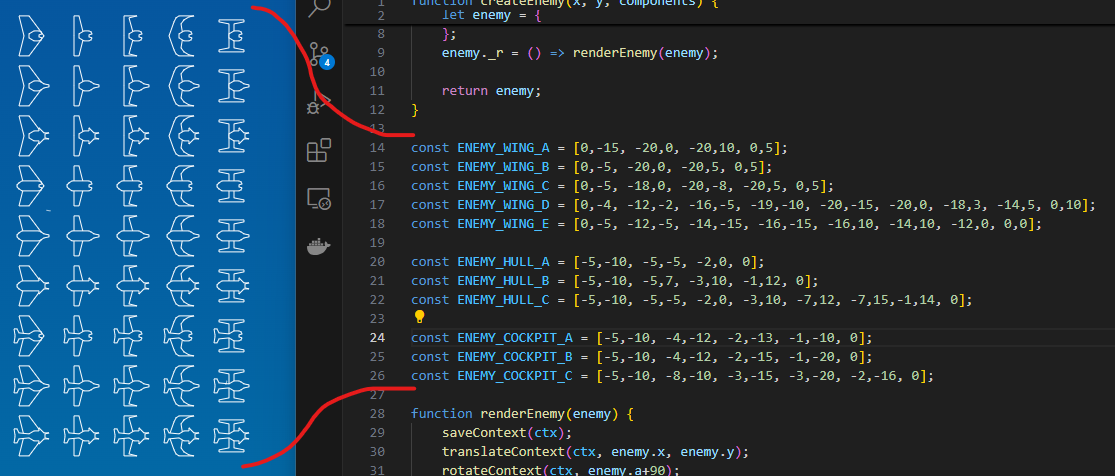 4
1 function createEnemy(x, y, components) {
2 let enemy = {
8 };
9 enemy._r = () => renderEnemy(enemy);
10
11 return enemy;
12 }
13
14 const ENEMY_WING_A = [0,-15, -20,0, -20,10, 0,5];
15 const ENEMY_WING_B = [0,-5, -20,0, -20,5, 0,5];
16 const ENEMY_WING_C = [0,-5, -18,0, -20,-8, -20,5, 0,5];
17 const ENEMY_WING_D = [0,-4, -12,-2, -16,-5, -19,-10, -20,-15, -20,0, -18,3, -14,5, 0,10];
18 const ENEMY_WING_E = [0,-5, -12,-5, -14,-15, -16,-15, -16,10, -14,10, -12,0, 0,0];
19
20 const ENEMY_HULL_A = [-5,-10, -5,-5, -2,0, 0];
21 const ENEMY_HULL_B = [-5,-10, -5,7, -3,10, -1,12, 0];
22 const ENEMY_HULL_C = [-5,-10, -5,-5, -2,0, -3,10, -7,12, -7,15,-1,14, 0];
23
24 const ENEMY_COCKPIT_A = [-5,-10, -4,-12, -2,-13, -1,-10, 0];
25 const ENEMY_COCKPIT_B = [-5,-10, -4,-12, -2,-15, -1,-20, 0];
26 const ENEMY_COCKPIT_C = [-5,-10, -8,-10, -3,-15, -3,-20, -2,-16, 0];
27
28 function renderEnemy(enemy) {
29 saveContext(ctx);
30 translateContext(ctx, enemy.x, enemy.y);
31 rotateContext(ctx, enemy.a+90);